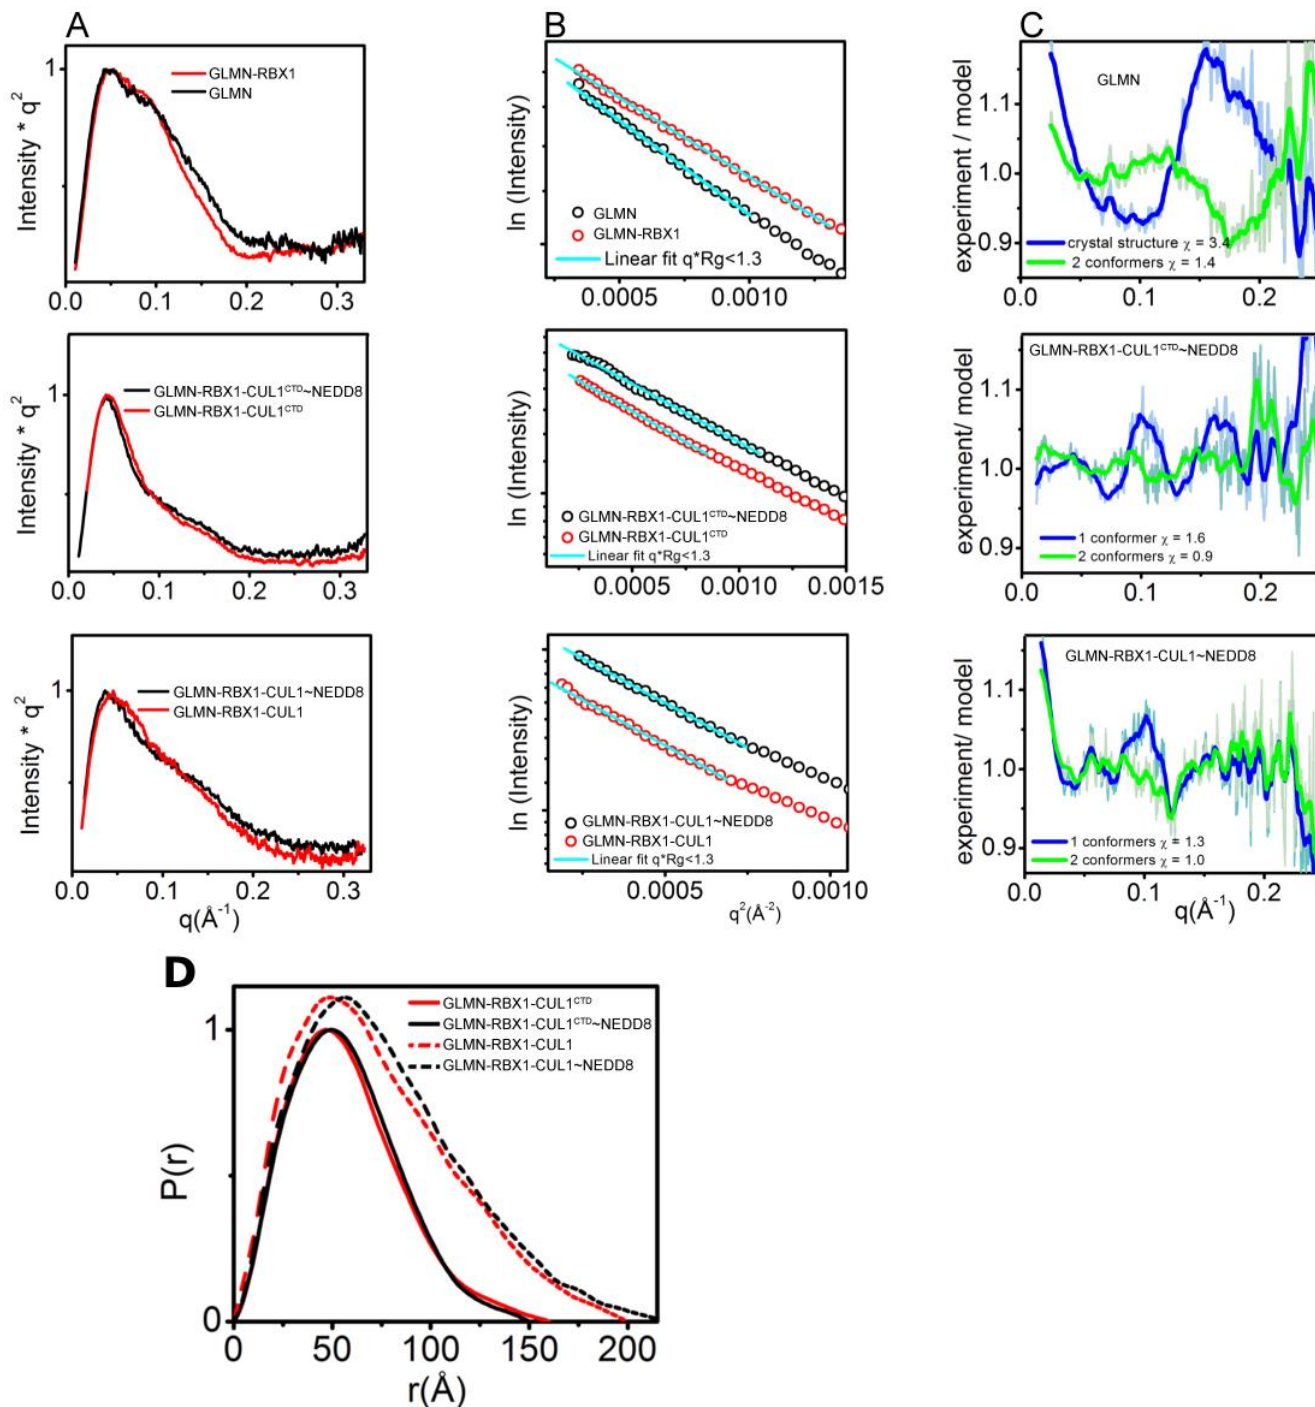 A
Intensity * q²
1
GLMN-RBX1
GLMN
0.0 0.1 0.2 0.3
Intensity * q²
1
GLMN-RBX1-CUL1ᶜᵀᴰ~NEDD8
GLMN-RBX1-CUL1ᶜᵀᴰ
0.0 0.1 0.2 0.3
Intensity * q²
1
GLMN-RBX1-CUL1~NEDD8
GLMN-RBX1-CUL1
0.0 0.1 0.2 0.3
q(Å⁻¹)
B
ln (Intensity)
GLMN
GLMN-RBX1
Linear fit q*Rg<1.3
0.0005 0.0010
ln (Intensity)
GLMN-RBX1-CUL1ᶜᵀᴰ~NEDD8
GLMN-RBX1-CUL1ᶜᵀᴰ
Linear fit q*Rg<1.3
0.0005 0.0010 0.0015
ln (Intensity)
GLMN-RBX1-CUL1~NEDD8
GLMN-RBX1-CUL1
Linear fit q*Rg<1.3
0.0005 0.0010
q²(Å⁻²)
C
experiment / model
GLMN
1.1
1.0
0.9
crystal structure χ = 3.4
2 conformers χ = 1.4
0.0 0.1 0.2
experiment/ model
GLMN-RBX1-CUL1ᶜᵀᴰ~NEDD8
1.1
1.0
0.9
1 conformer χ = 1.6
2 conformers χ = 0.9
0.0 0.1 0.2
experiment/ model
GLMN-RBX1-CUL1~NEDD8
1.1
1.0
0.9
1 conformers χ = 1.3
2 conformers χ = 1.0
0.0 0.1 0.2
q(Å⁻¹)
D
P(r)
1
0
GLMN-RBX1-CUL1ᶜᵀᴰ
GLMN-RBX1-CUL1ᶜᵀᴰ~NEDD8
GLMN-RBX1-CUL1
GLMN-RBX1-CUL1~NEDD8
0 50 100 150 200
r(Å)